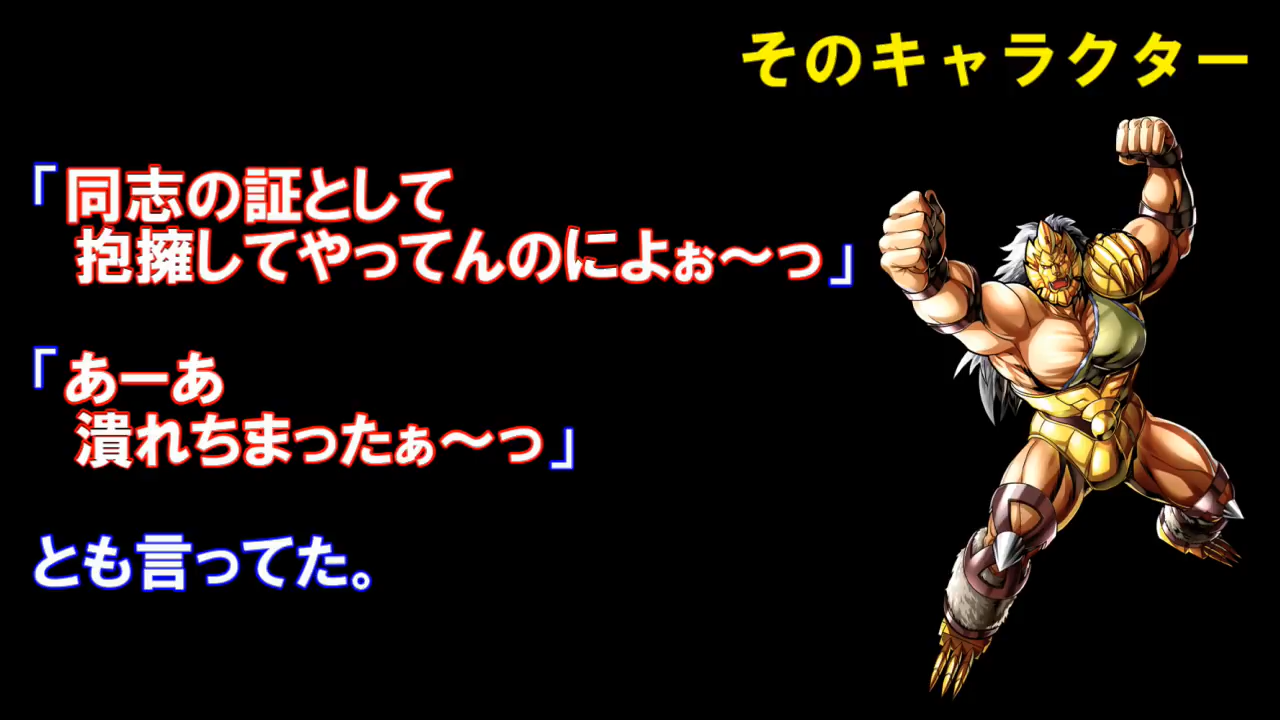 そのキャラクター
「同志の証として
抱擁してやってんのによぉ～っ」
「あーあ
潰れちまったぁ～っ」
とも言ってた。